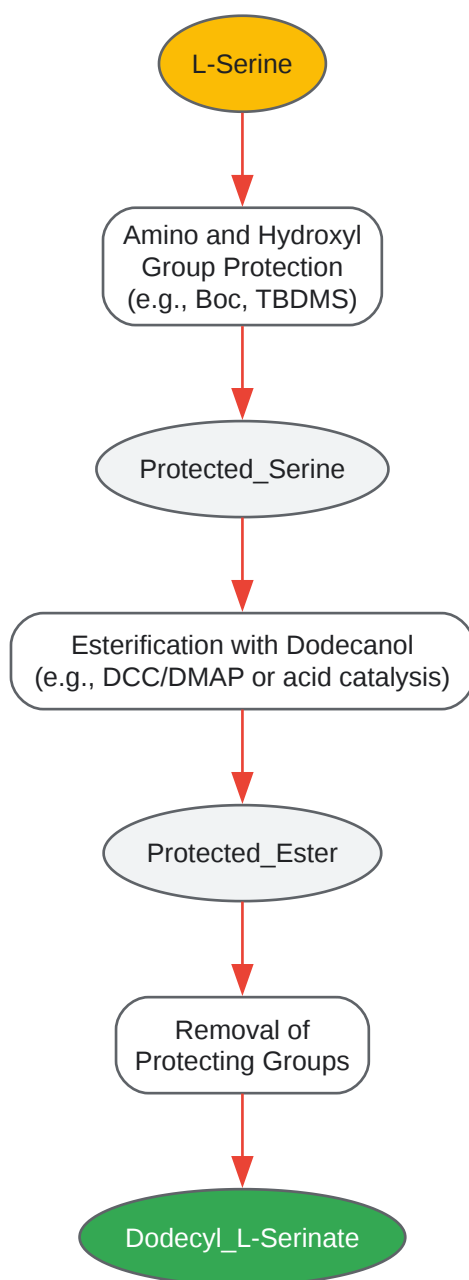 L-Serine
Amino and Hydroxyl
Group Protection
(e.g., Boc, TBDMS)
Protected_Serine
Esterification with Dodecanol
(e.g., DCC/DMAP or acid catalysis)
Protected_Ester
Removal of
Protecting Groups
Dodecyl_L-Serinate